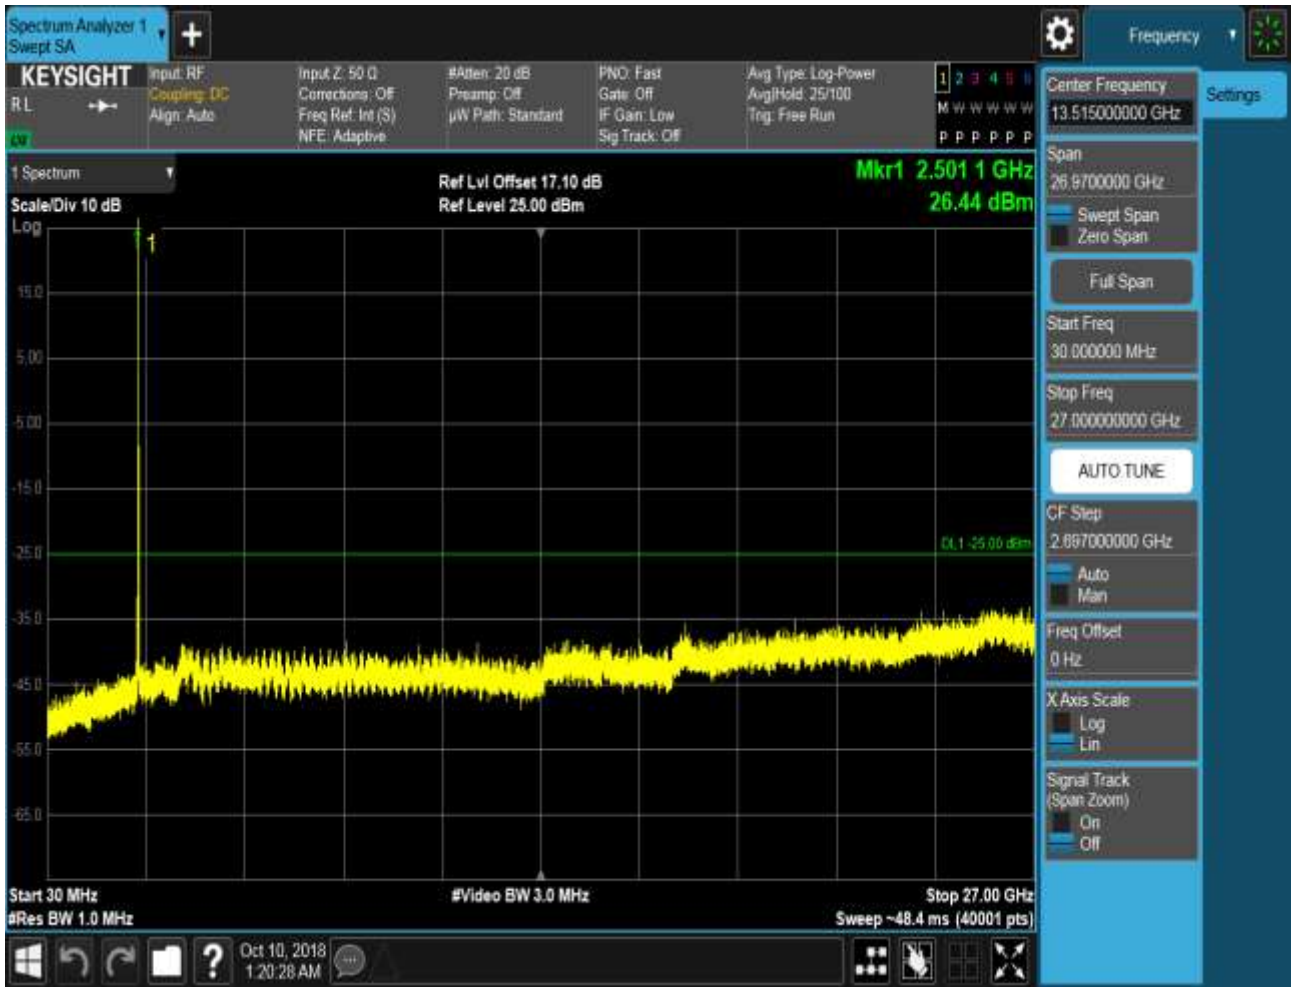 Spectrum Analyzer 1
Swept SA
Frequency
KEYSIGHT
R L
Input: RF
Coupling: DC
Align: Auto
Input Z: 50 Ω
Corrections: Off
Freq Ref: Int (S)
NFE: Adaptive
#Atten: 20 dB
Preamp: Off
µW Path: Standard
PNO: Fast
Gate: Off
IF Gain: Low
Sig Track: Off
Avg Type: Log-Power
Avg|Hold: 25/100
Trig: Free Run
1 2 3 4 5 6
M W W W W W
P P P P P P
1 Spectrum
Scale/Div 10 dB
Log
Ref Lvl Offset 17.10 dB
Ref Level 25.00 dBm
Mkr1 2.501 1 GHz
26.44 dBm
1
15.0
5.00
-5.00
-15.0
-25.0
-35.0
-45.0
-55.0
-65.0
DL1 -25.00 dBm
Start 30 MHz
#Res BW 1.0 MHz
#Video BW 3.0 MHz
Stop 27.00 GHz
Sweep ~48.4 ms (40001 pts)
Center Frequency
13.515000000 GHz
Settings
Span
26.9700000 GHz
Swept Span
Zero Span
Full Span
Start Freq
30.000000 MHz
Stop Freq
27.000000000 GHz
AUTO TUNE
CF Step
2.697000000 GHz
Auto
Man
Freq Offset
0 Hz
X Axis Scale
Log
Lin
Signal Track
(Span Zoom)
On
Off
?
Oct 10, 2018
1:20:28 AM